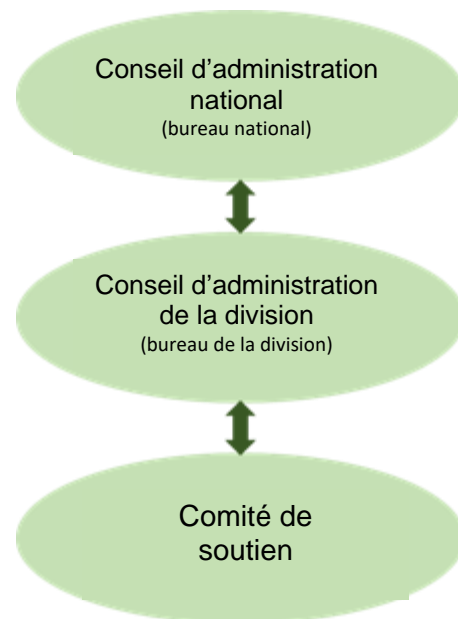 Conseil d’administration
national
(bureau national)
Conseil d’administration
de la division
(bureau de la division)
Comité de
soutien